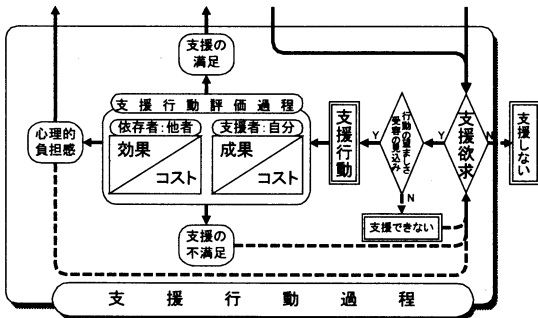 支援の
満足
支援行動評価過程
依存者:他者
支援者:自分
効果
コスト
成果
コスト
心理的
負担感
支援の
不満足
支援行動
Y
行動の望ましさ
受容の見込み
N
Y
支援欲求
N
支援しない
支援できない
支援行動過程